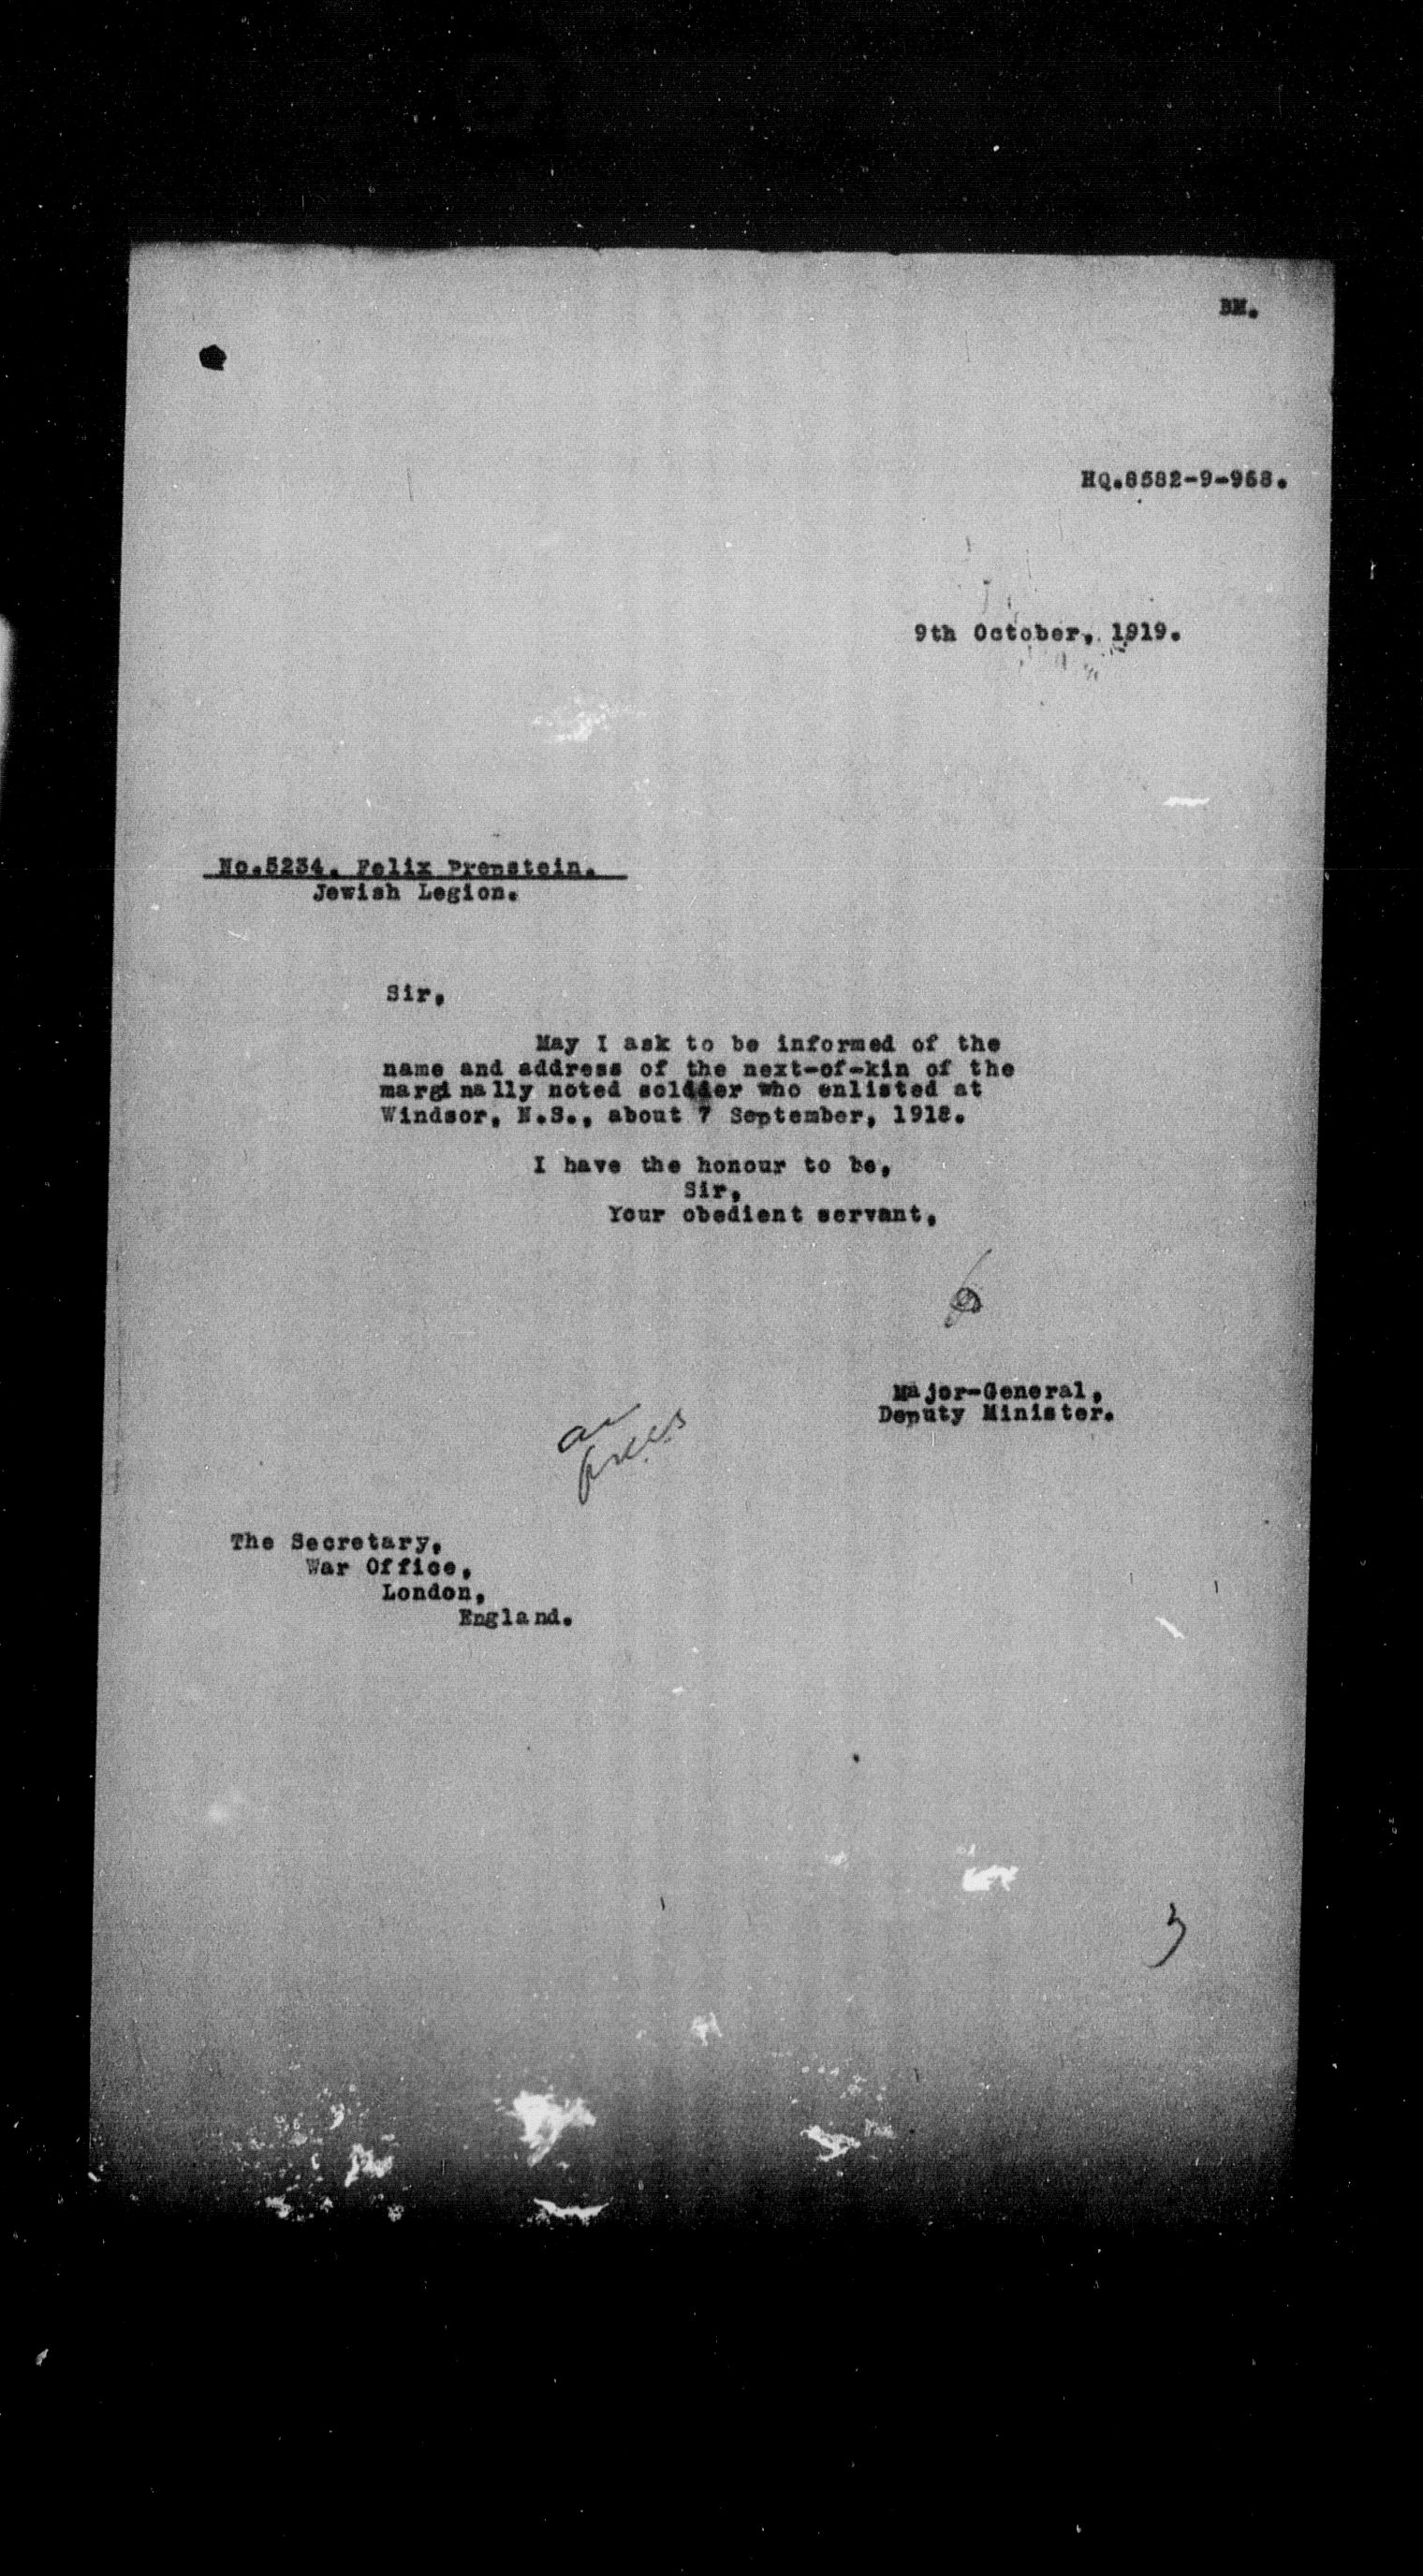 BM.
HQ.8582-9-958.
9th October, 1919.
No.5234. Felix Prenstein.
Jewish Legion.
Sir,
May I ask to be informed of the
name and address of the next-of-kin of the
marginally noted soldier who enlisted at
Windsor, N.S., about 7 September, 1918.
I have the honour to be,
Sir,
Your obedient servant,
Major-General,
Deputy Minister.
The Secretary,
War Office,
London,
England.